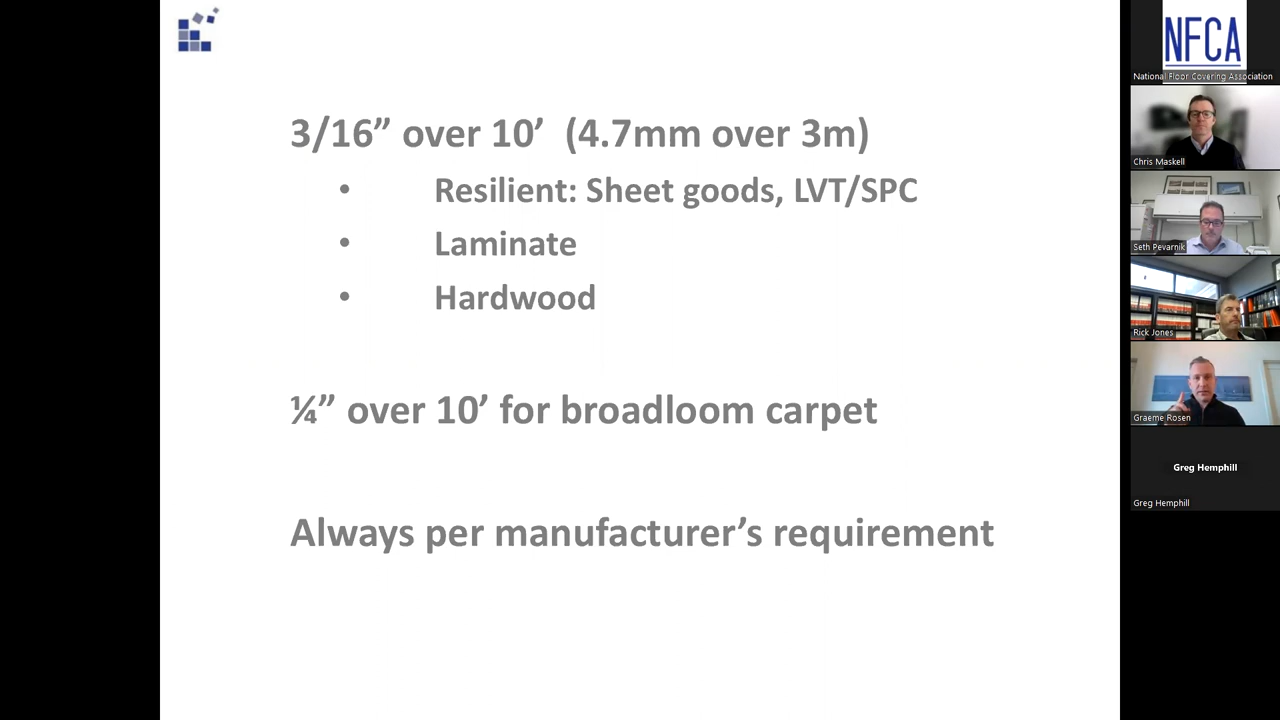 3/16” over 10’ (4.7mm over 3m)
• Resilient: Sheet goods, LVT/SPC
• Laminate
• Hardwood
¼” over 10’ for broadloom carpet
Always per manufacturer’s requirement
NFCA
National Floor Covering Association
Chris Maskell
Seth Pevarnik
Rick Jones
Graeme Rosen
Greg Hemphill
Greg Hemphill